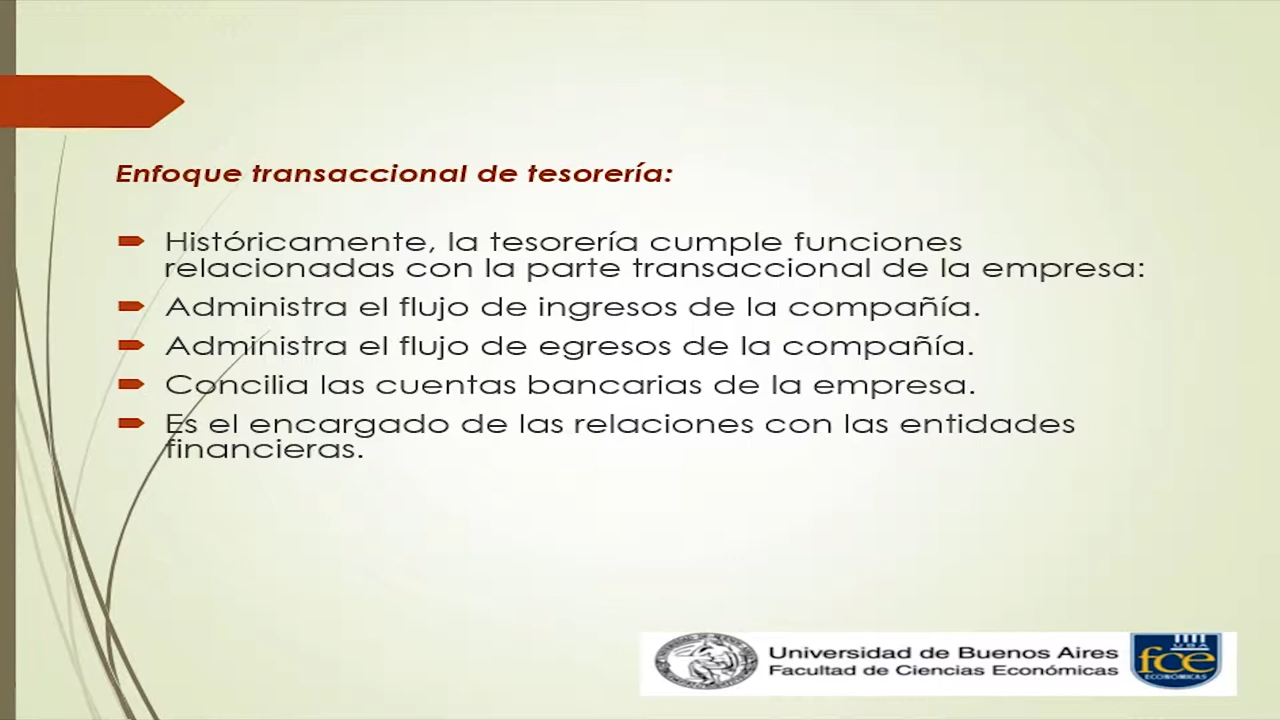 Enfoque transaccional de tesorería:
Históricamente, la tesorería cumple funciones
relacionadas con la parte transaccional de la empresa:
Administra el flujo de ingresos de la compañía.
Administra el flujo de egresos de la compañía.
Concilia las cuentas bancarias de la empresa.
Es el encargado de las relaciones con las entidades
financieras.
Universidad de Buenos Aires
Facultad de Ciencias Económicas
UBA
fce
ECONÓMICAS